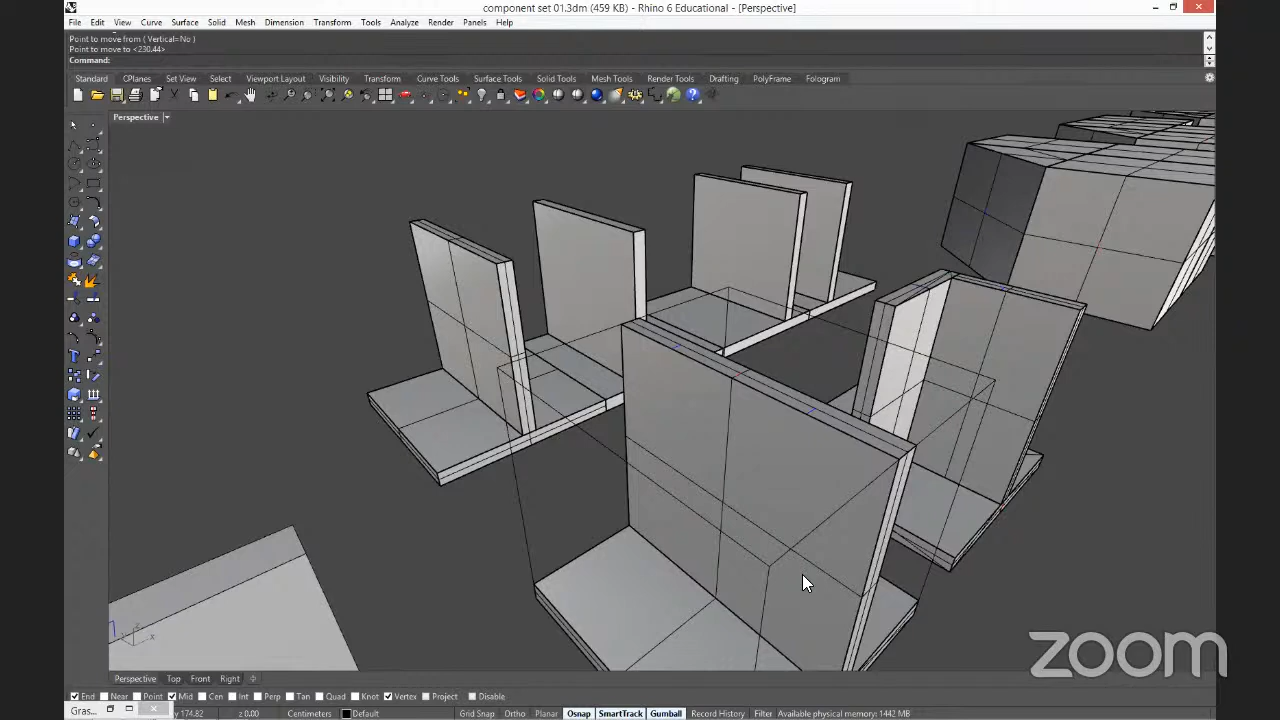 component set 01.3dm (459 KB) - Rhino 6 Educational - [Perspective]
File Edit View Curve Surface Solid Mesh Dimension Transform Tools Analyze Render Panels Help
Point to move from ( Vertical=No )
Point to move to <230.44>
Command:
Standard CPlanes Set View Select Viewport Layout Visibility Transform Curve Tools Surface Tools Solid Tools Mesh Tools Render Tools Drafting PolyFrame Fologram
Perspective
z
y x
zoom
Perspective Top Front Right
End Near Point Mid Cen Int Perp Tan Quad Knot Vertex Project Disable
Gras... y 174.82 z 0.00 Centimeters Default Grid Snap Ortho Planar Osnap SmartTrack Gumball Record History Filter Available physical memory: 1442 MB